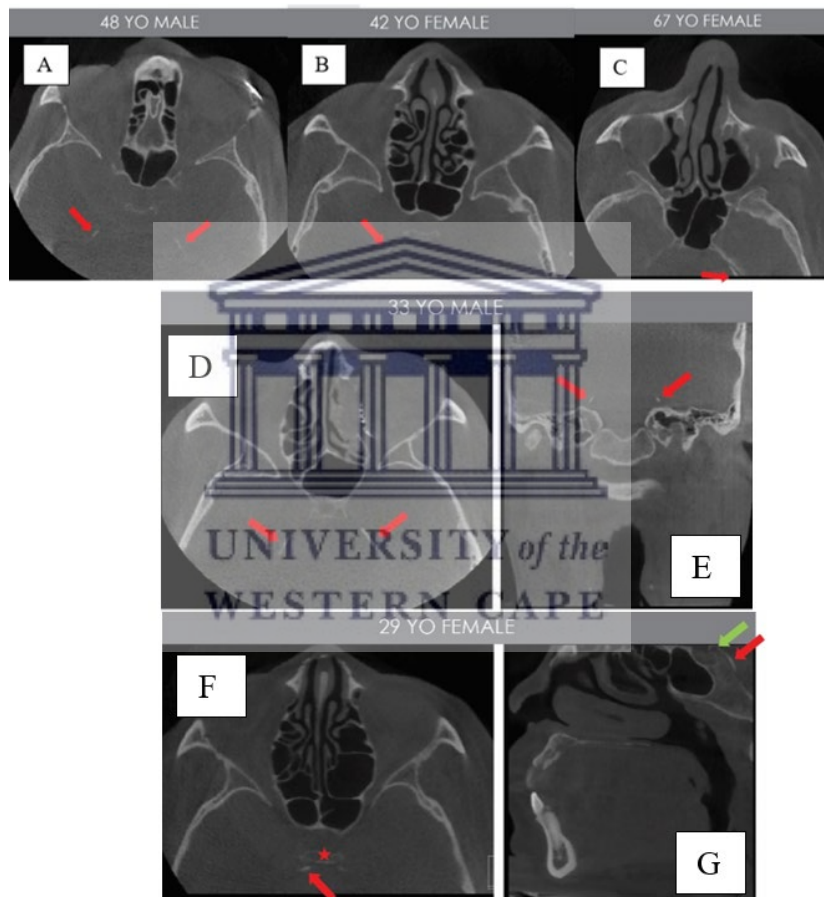 48 YO MALE
42 YO FEMALE
67 YO FEMALE
A
B
C
33 YO MALE
D
E
UNIVERSITY of the
WESTERN CAPE
29 YO FEMALE
F
G